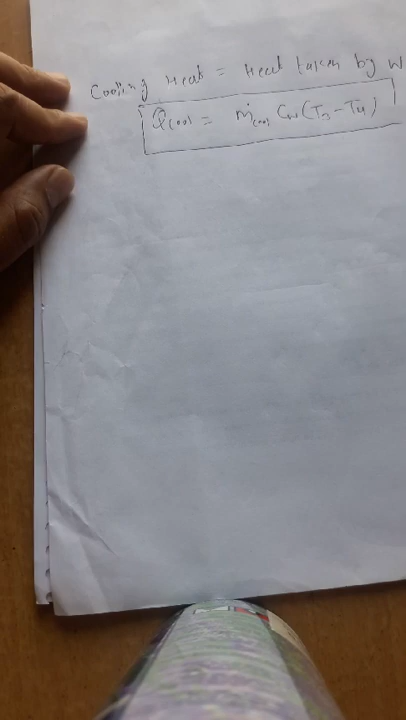 Cooling Heat = Heat taken by W
Q̇cool = ṁcool Cw (T3 - T4)